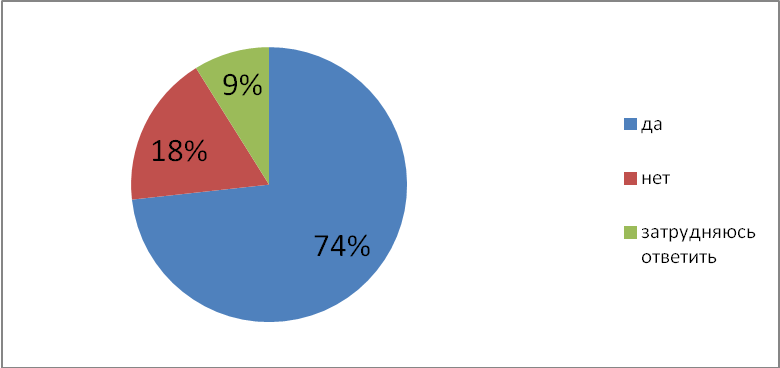 9%
18%
74%
да
нет
затрудняюсь
ответить